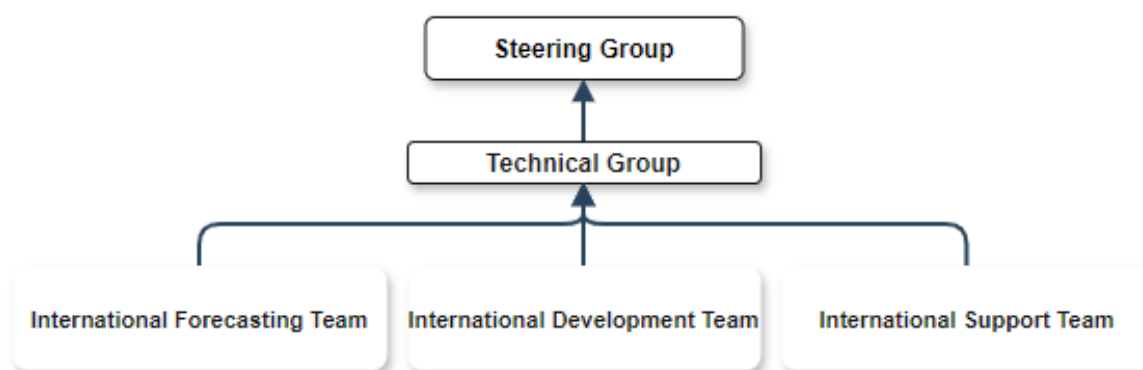 Steering Group
Technical Group
International Forecasting Team
International Development Team
International Support Team